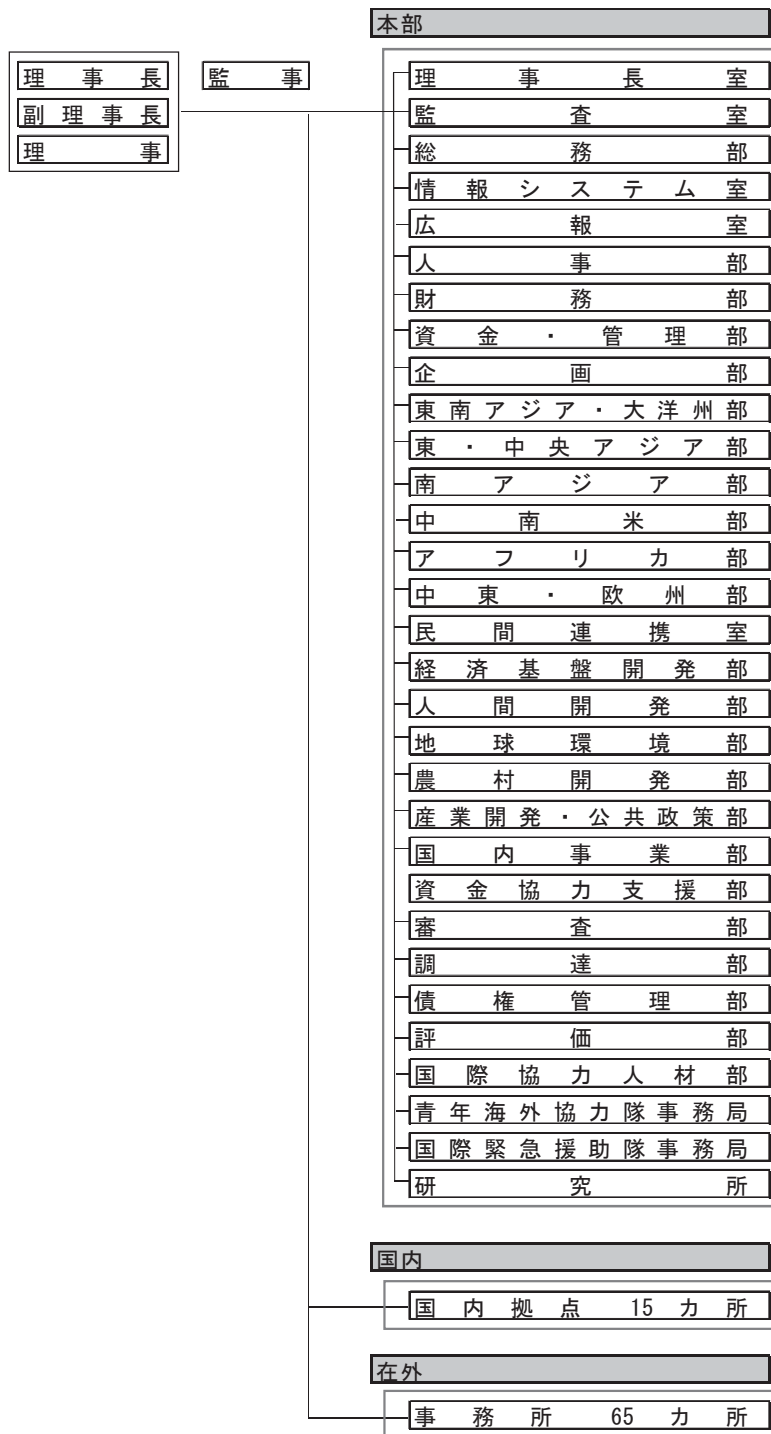 本部
理事長
監事
副理事長
理事
理事長室
監査室
総務部
情報システム室
広報室
人事部
財務部
資金・管理部
企画部
東南アジア・大洋州部
東・中央アジア部
南アジア部
中南米部
アフリカ部
中東・欧州部
民間連携室
経済基盤開発部
人間開発部
地球環境部
農村開発部
産業開発・公共政策部
国内事業部
資金協力支援部
審査部
調達部
債権管理部
評価部
国際協力人材部
青年海外協力隊事務局
国際緊急援助隊事務局
研究所
国内
国内拠点 15カ所
在外
事務所 65カ所